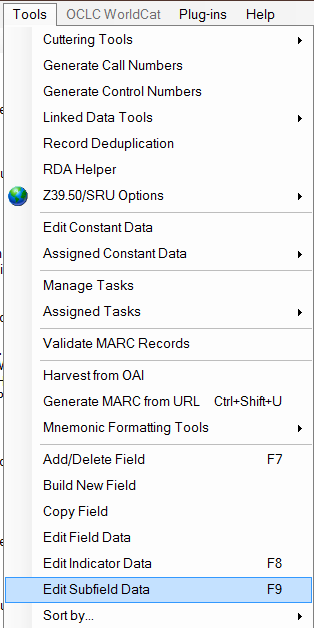 Tools OCLC WorldCat Plug-ins Help
Cuttering Tools
Generate Call Numbers
Generate Control Numbers
Linked Data Tools
Record Deduplication
RDA Helper
Z39.50/SRU Options
Edit Constant Data
Assigned Constant Data
Manage Tasks
Assigned Tasks
Validate MARC Records
Harvest from OAI
Generate MARC from URL Ctrl+Shift+U
Mnemonic Formatting Tools
Add/Delete Field F7
Build New Field
Copy Field
Edit Field Data
Edit Indicator Data F8
Edit Subfield Data F9
Sort by...